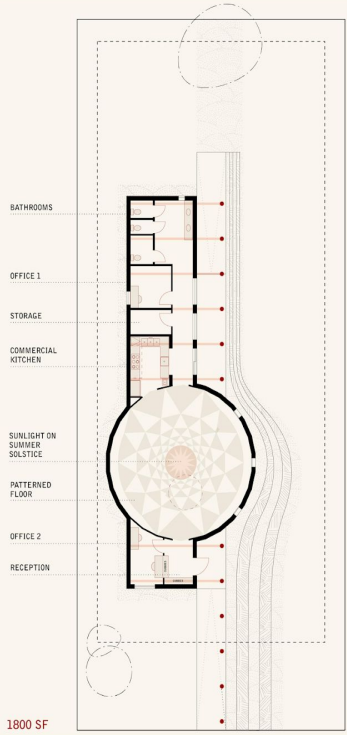 BATHROOMS
OFFICE 1
STORAGE
COMMERCIAL
KITCHEN
SUNLIGHT ON
SUMMER
SOLSTICE
PATTERNED
FLOOR
OFFICE 2
RECEPTION
1800 SF